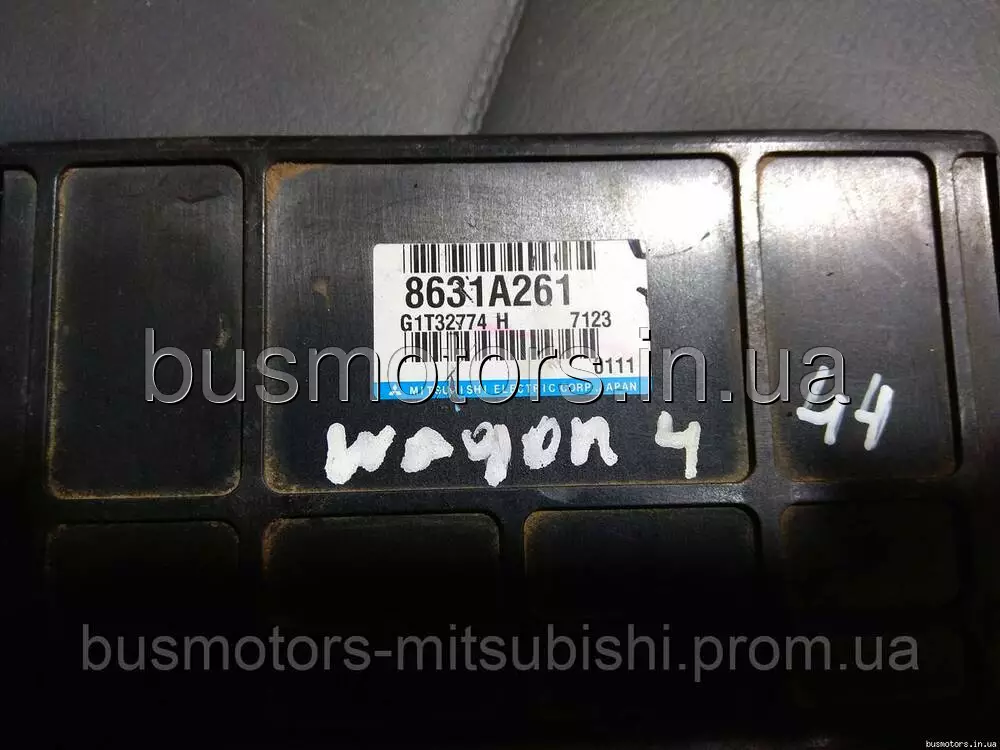 8631A261
G1T32774 H 7123
busmotors.in.ua
0111
MITSUBISHI ELECTRIC CORP. JAPAN
wagon 4 44
busmotors-mitsubishi.prom.ua
busmotors.in.ua